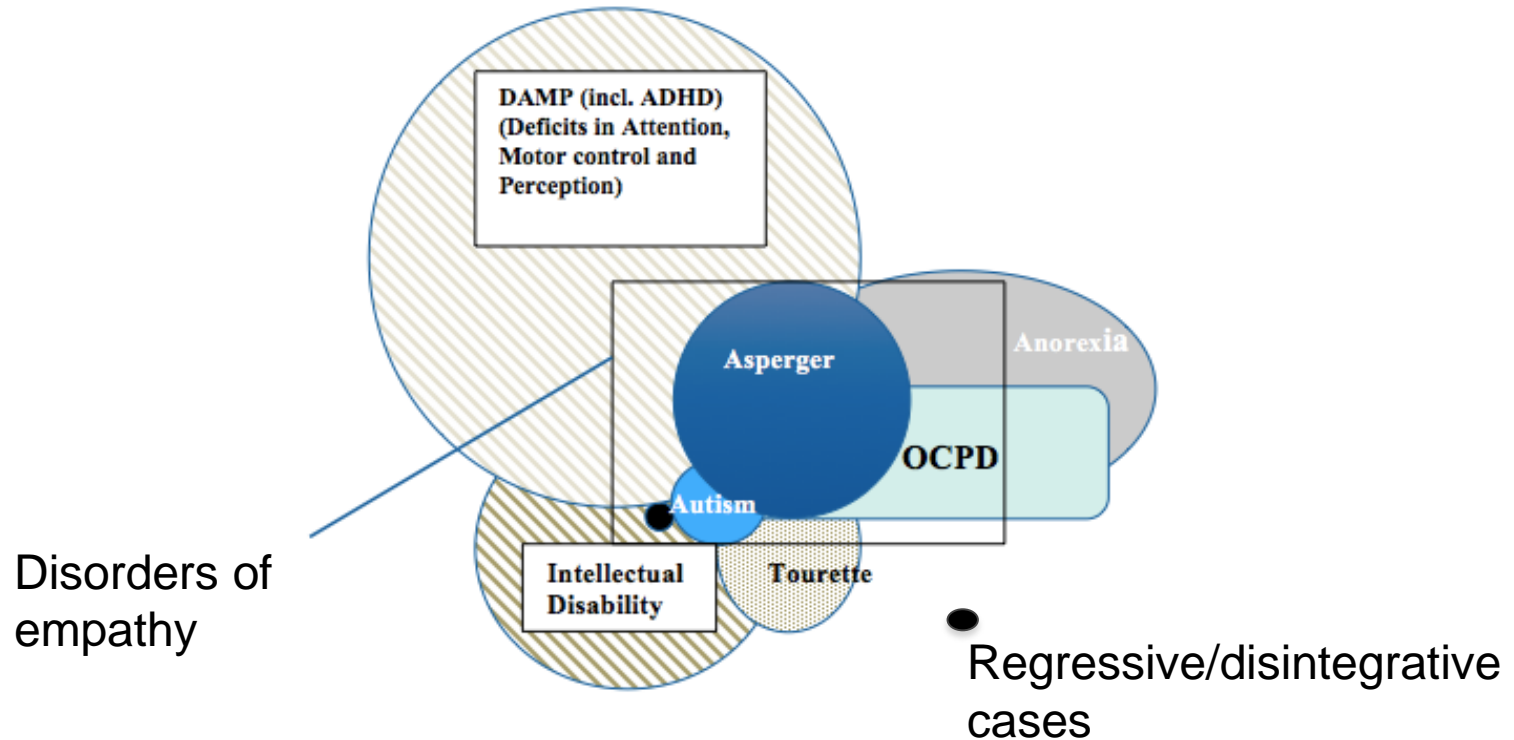 DAMP (incl. ADHD)
(Deficits in Attention,
Motor control and
Perception)
Anorexia
Asperger
OCPD
Autism
Intellectual
Disability
Tourette
Disorders of
empathy
Regressive/disintegrative
cases